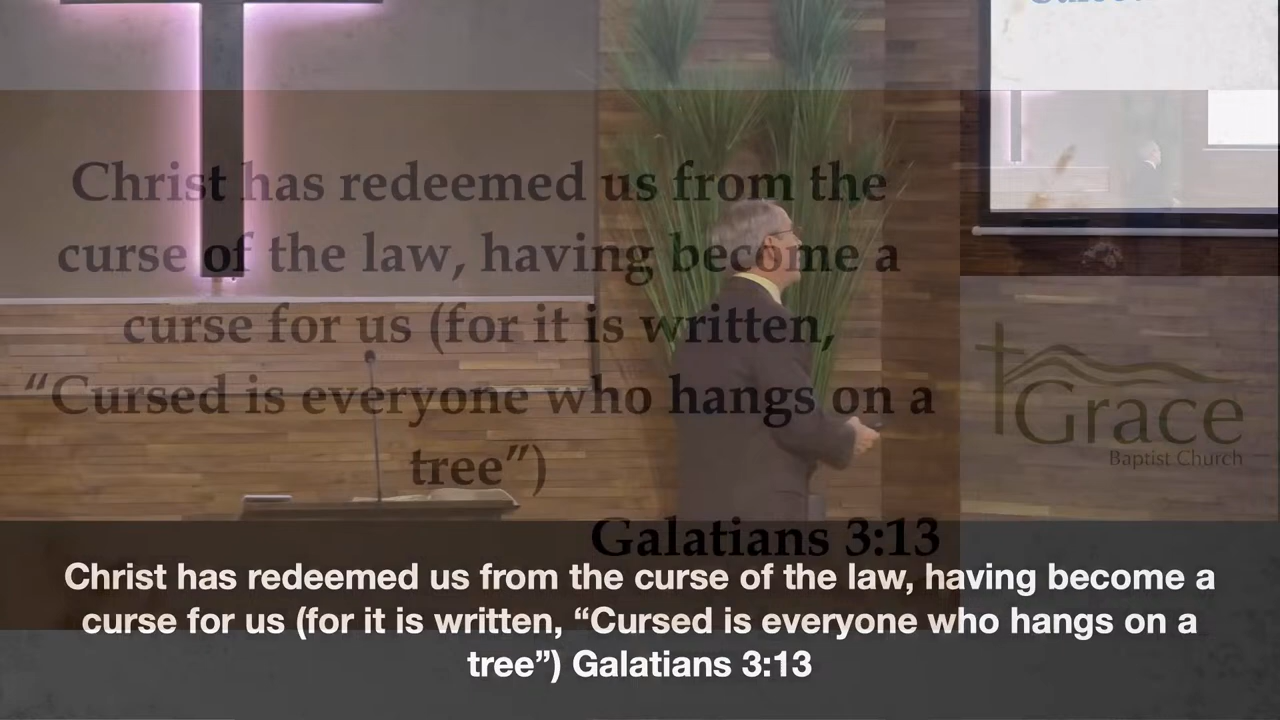 Christ has redeemed us from the
curse of the law, having become a
curse for us (for it is written,
“Cursed is everyone who hangs on a
tree”)
Galatians 3:13
Grace
Baptist Church
Christ has redeemed us from the curse of the law, having become a
curse for us (for it is written, “Cursed is everyone who hangs on a
tree”) Galatians 3:13